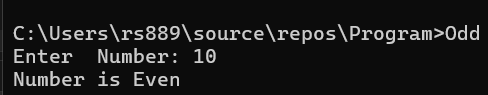 C:\Users\rs889\source\repos\Program>Odd
Enter  Number: 10
Number is Even